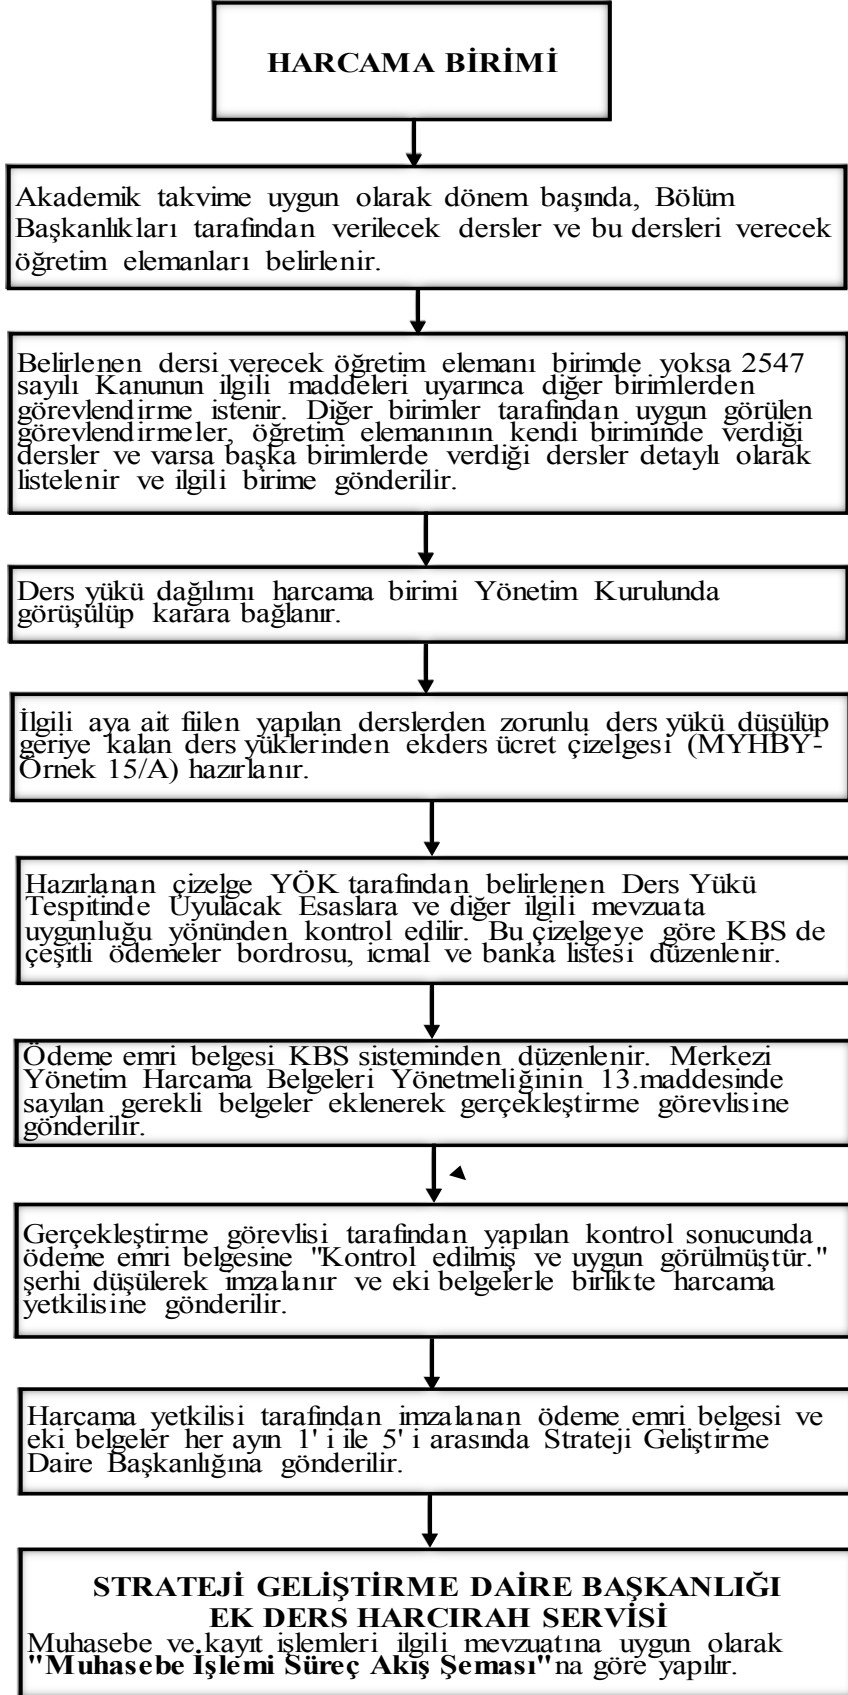 HARCAMA BİRİMİ
Akademik takvime uygun olarak dönem başında, Bölüm
Başkanlıkları tarafından verilecek dersler ve bu dersleri verecek
öğretim elemanları belirlenir.
Belirlenen dersi verecek öğretim elemanı birimde yoksa 2547
sayılı Kanunun ilgili maddeleri uyarınca diğer birimlerden
görevlendirme istenir. Diğer birimler tarafından uygun görülen
görevlendirmeler, öğretim elemanının kendi biriminde verdiği
dersler ve varsa başka birimlerde verdiği dersler detaylı olarak
listelenir ve ilgili birime gönderilir.
Ders yükü dağılımı harcama birimi Yönetim Kurulunda
görüşülüp karara bağlanır.
İlgili aya ait fiilen yapılan derslerden zorunlu ders yükü düşülüp
geriye kalan ders yüklerinden ekders ücret çizelgesi (MYHBY-
Örnek 15/A) hazırlanır.
Hazırlanan çizelge YÖK tarafından belirlenen Ders Yükü
Tespitinde Uyulacak Esaslara ve diğer ilgili mevzuata
uygunluğu yönünden kontrol edilir. Bu çizelgeye göre KBS de
çeşitli ödemeler bordrosu, icmal ve banka listesi düzenlenir.
Ödeme emri belgesi KBS sisteminden düzenlenir. Merkezi
Yönetim Harcama Belgeleri Yönetmeliğinin 13.maddesinde
sayılan gerekli belgeler eklenerek gerçekleştirme görevlisine
gönderilir.
Gerçekleştirme görevlisi tarafından yapılan kontrol sonucunda
ödeme emri belgesine "Kontrol edilmiş ve uygun görülmüştür."
şerhi düşülerek imzalanır ve eki belgelerle birlikte harcama
yetkilisine gönderilir.
Harcama yetkilisi tarafından imzalanan ödeme emri belgesi ve
eki belgeler her ayın 1' i ile 5' i arasında Strateji Geliştirme
Daire Başkanlığına gönderilir.
STRATEJİ GELİŞTİRME DAİRE BAŞKANLIĞI
EK DERS HARCIRAH SERVİSİ
Muhasebe ve kayıt işlemleri ilgili mevzuatına uygun olarak
"Muhasebe İşlemi Süreç Akış Şeması"na göre yapılır.